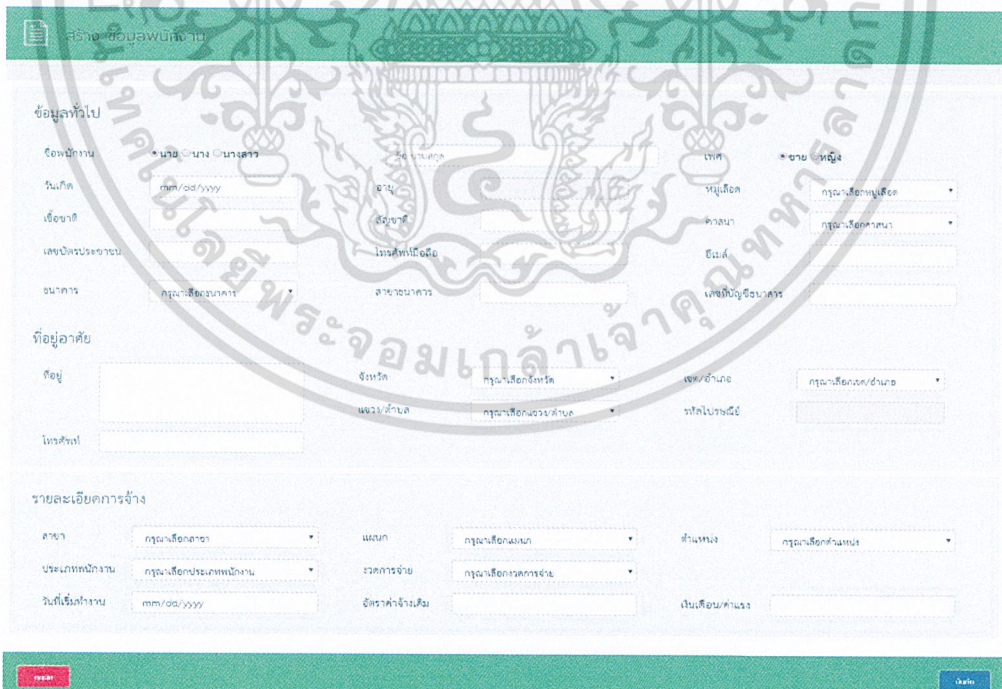 สร้าง ข้อมูลพนักงาน
ข้อมูลทั่วไป
ชื่อพนักงาน นาย นาง นางสาว ชื่อ นามสกุล เพศ ชาย หญิง
วันเกิด mm/dd/yyyy อายุ หมู่เลือด กรุณาเลือกหมู่เลือด
เชื้อชาติ สัญชาติ ศาสนา กรุณาเลือกศาสนา
เลขบัตรประชาชน โทรศัพท์มือถือ อีเมล์
ธนาคาร กรุณาเลือกธนาคาร สาขาธนาคาร เลขที่บัญชีธนาคาร
ที่อยู่อาศัย
ที่อยู่ จังหวัด กรุณาเลือกจังหวัด เขต/อำเภอ กรุณาเลือกเขต/อำเภอ
แขวง/ตำบล กรุณาเลือกแขวง/ตำบล รหัสไปรษณีย์
โทรศัพท์
รายละเอียดการจ้าง
สาขา กรุณาเลือกสาขา แผนก กรุณาเลือกแผนก ตำแหน่ง กรุณาเลือกตำแหน่ง
ประเภทพนักงาน กรุณาเลือกประเภทพนักงาน งวดการจ่าย กรุณาเลือกงวดการจ่าย
วันที่เริ่มทำงาน mm/dd/yyyy อัตราค่าจ้างเดิม เงินเดือน/ค่าแรง
บันทึก